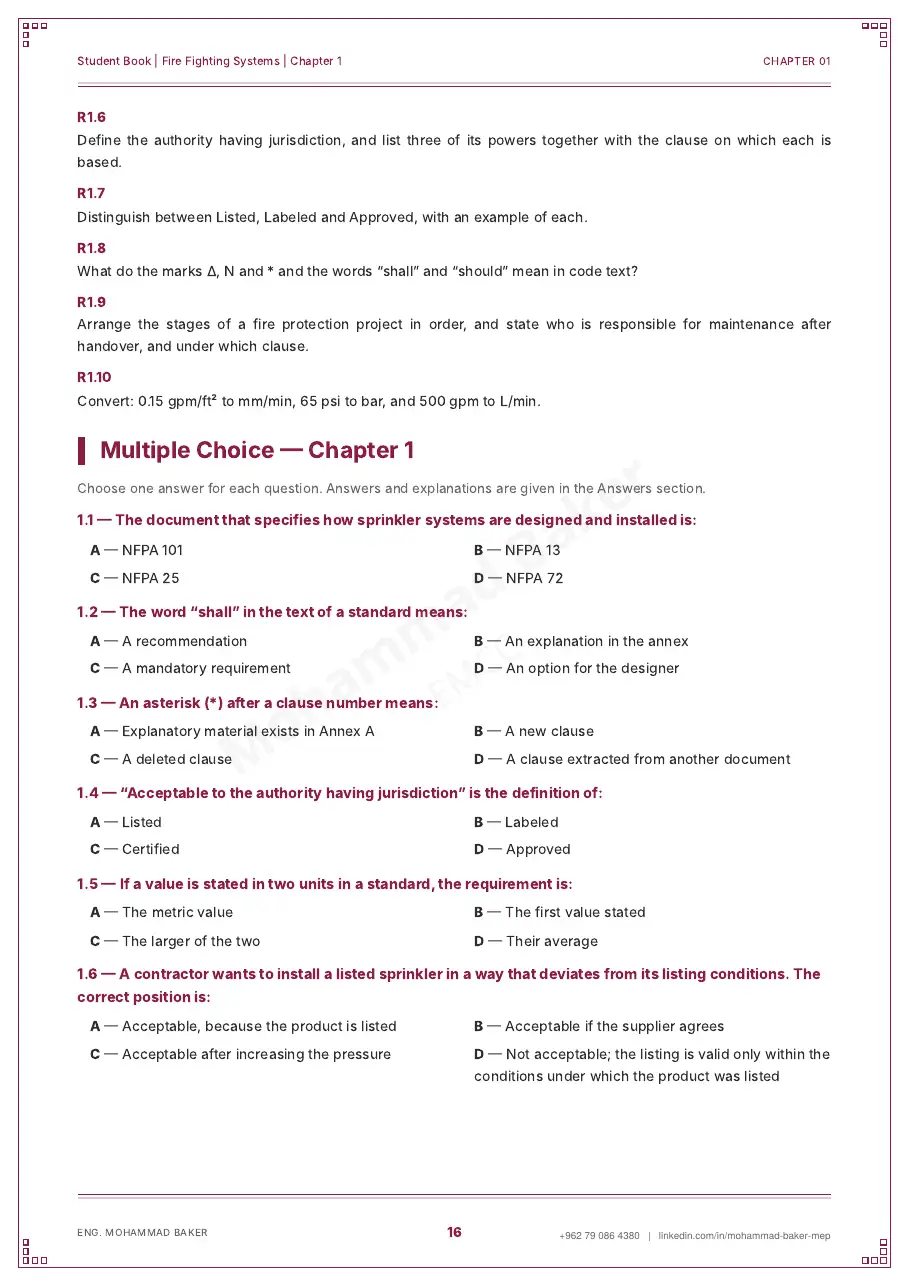 Student Book | Fire Fighting Systems | Chapter 1
CHAPTER 01
R1.6
Define the authority having jurisdiction, and list three of its powers together with the clause on which each is
based.
R1.7
Distinguish between Listed, Labeled and Approved, with an example of each.
R1.8
What do the marks Δ, N and * and the words “shall” and “should” mean in code text?
R1.9
Arrange the stages of a fire protection project in order, and state who is responsible for maintenance after
handover, and under which clause.
R1.10
Convert: 0.15 gpm/ft² to mm/min, 65 psi to bar, and 500 gpm to L/min.
Multiple Choice — Chapter 1
Choose one answer for each question. Answers and explanations are given in the Answers section.
1.1 — The document that specifies how sprinkler systems are designed and installed is:
A — NFPA 101
B — NFPA 13
C — NFPA 25
D — NFPA 72
1.2 — The word “shall” in the text of a standard means:
A — A recommendation
B — An explanation in the annex
C — A mandatory requirement
D — An option for the designer
1.3 — An asterisk (*) after a clause number means:
A — Explanatory material exists in Annex A
B — A new clause
C — A deleted clause
D — A clause extracted from another document
1.4 — “Acceptable to the authority having jurisdiction” is the definition of:
A — Listed
B — Labeled
C — Certified
D — Approved
1.5 — If a value is stated in two units in a standard, the requirement is:
A — The metric value
B — The first value stated
C — The larger of the two
D — Their average
1.6 — A contractor wants to install a listed sprinkler in a way that deviates from its listing conditions. The
correct position is:
A — Acceptable, because the product is listed
B — Acceptable if the supplier agrees
C — Acceptable after increasing the pressure
D — Not acceptable; the listing is valid only within the
conditions under which the product was listed
Mohammad Baker
ENG. MOHAMMAD BAKER
16
+962 79 086 4380 | linkedin.com/in/mohammad-baker-mep